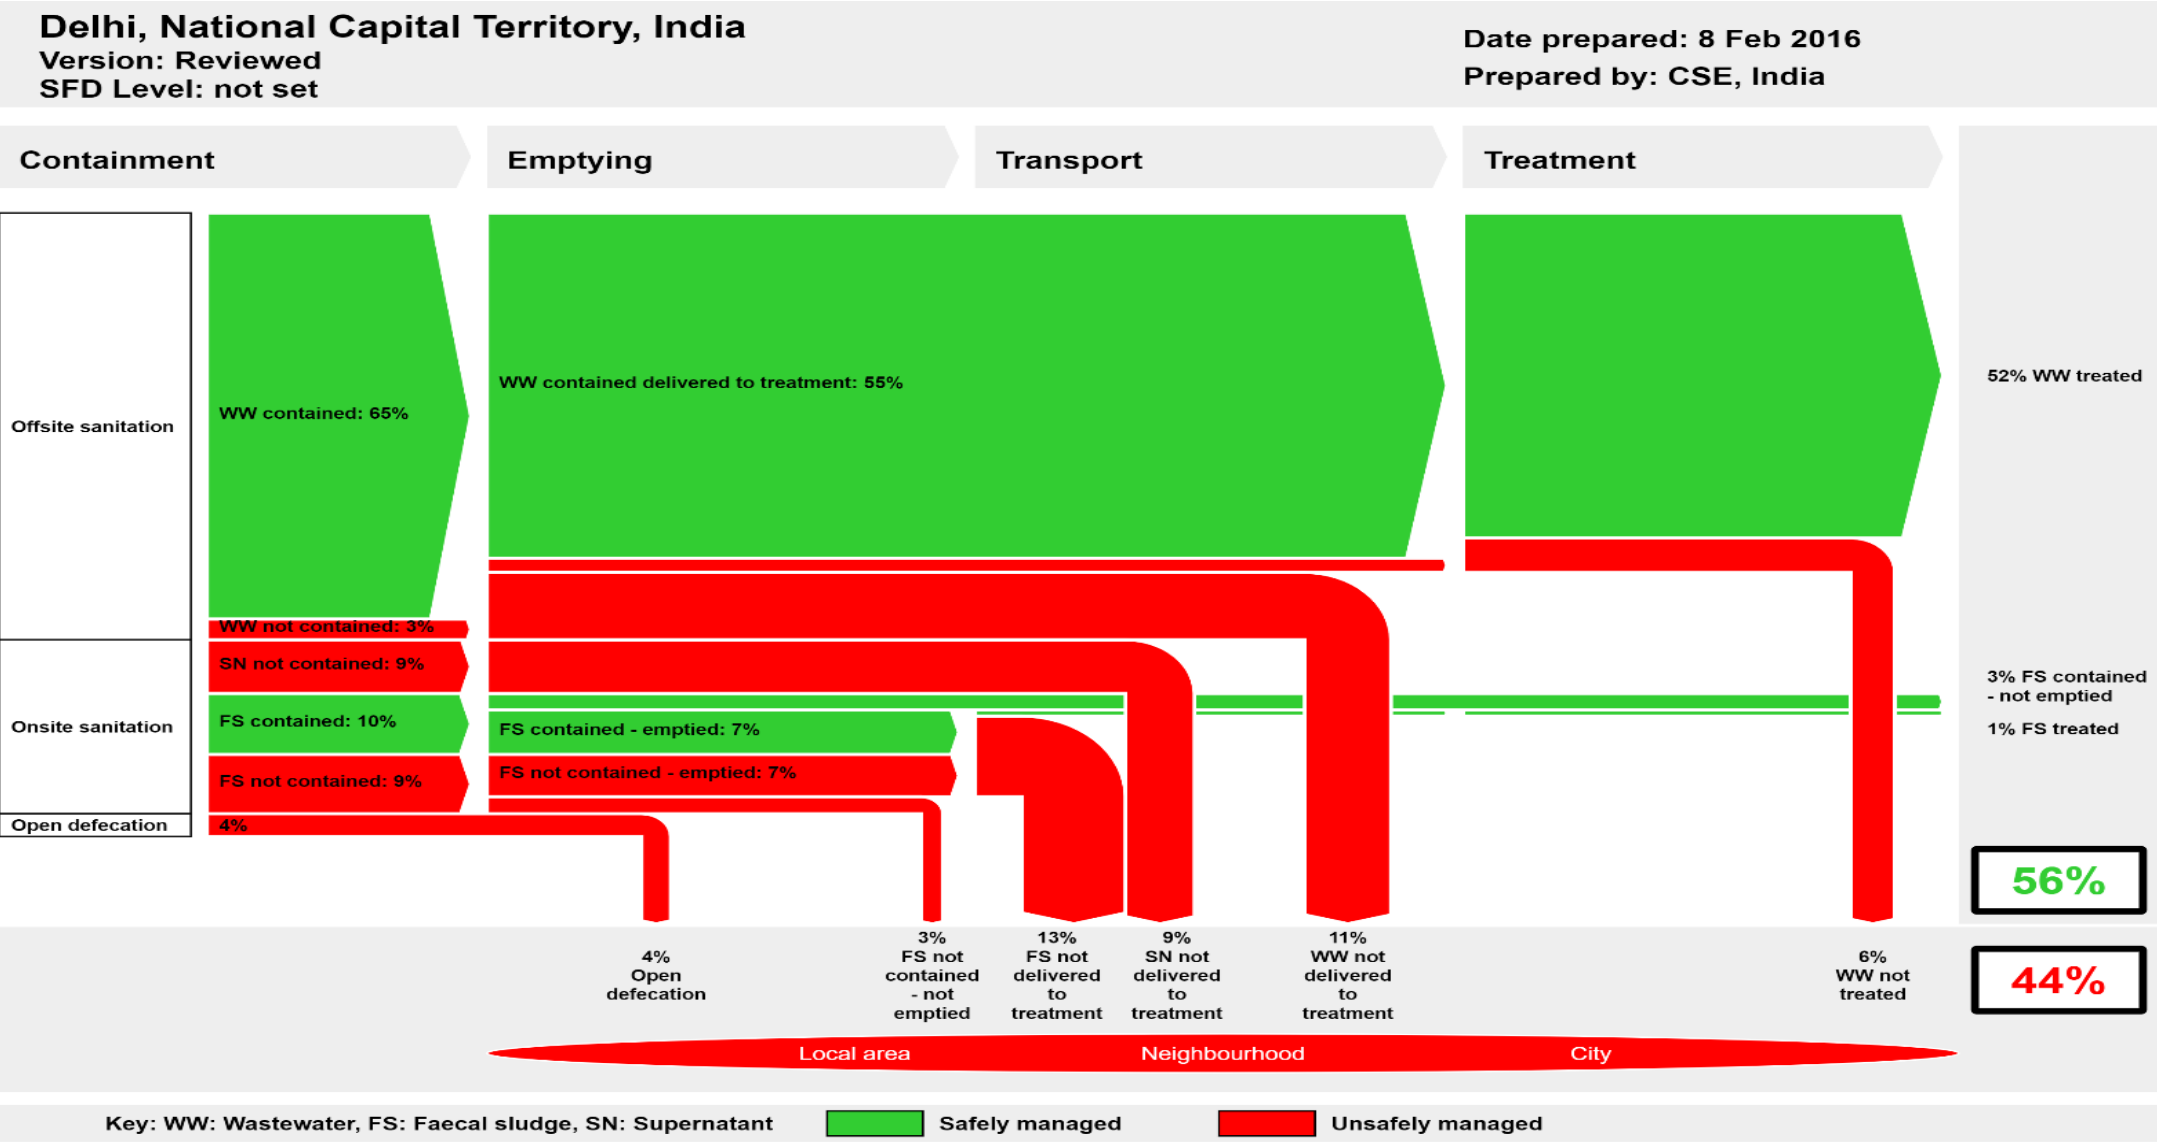 Delhi, National Capital Territory, India
Version: Reviewed
SFD Level: not set
Date prepared: 8 Feb 2016
Prepared by: CSE, India
Containment
Emptying
Transport
Treatment
Offsite sanitation
WW contained: 65%
WW contained delivered to treatment: 55%
52% WW treated
WW not contained: 3%
Onsite sanitation
SN not contained: 9%
FS contained: 10%
FS not contained: 9%
FS contained - emptied: 7%
FS not contained - emptied: 7%
3% FS contained
- not emptied
1% FS treated
Open defecation
4%
56%
44%
4%
Open
defecation
3%
FS not
contained
- not
emptied
13%
FS not
delivered
to
treatment
9%
SN not
delivered
to
treatment
11%
WW not
delivered
to
treatment
6%
WW not
treated
Local area
Neighbourhood
City
Key: WW: Wastewater, FS: Faecal sludge, SN: Supernatant
Safely managed
Unsafely managed